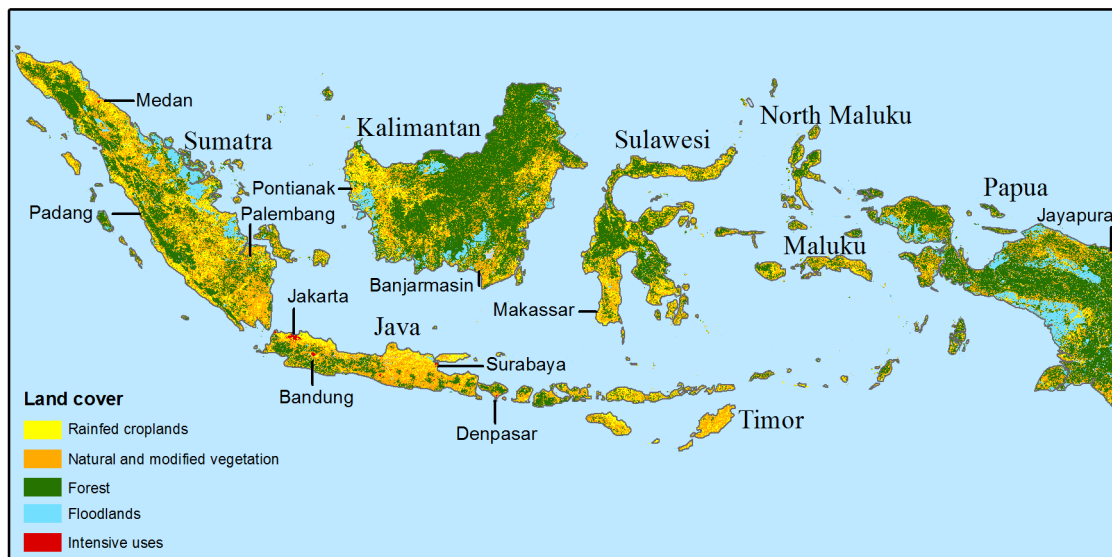 North Maluku
Medan
Sumatra
Kalimantan
Sulawesi
Pontianak
Papua
Padang
Palembang
Jayapura
Maluku
Banjarmasin
Jakarta
Makassar
Java
Surabaya
Bandung
Land cover
Timor
Denpasar
Rainfed croplands
Natural and modified vegetation
Forest
Floodlands
Intensive uses